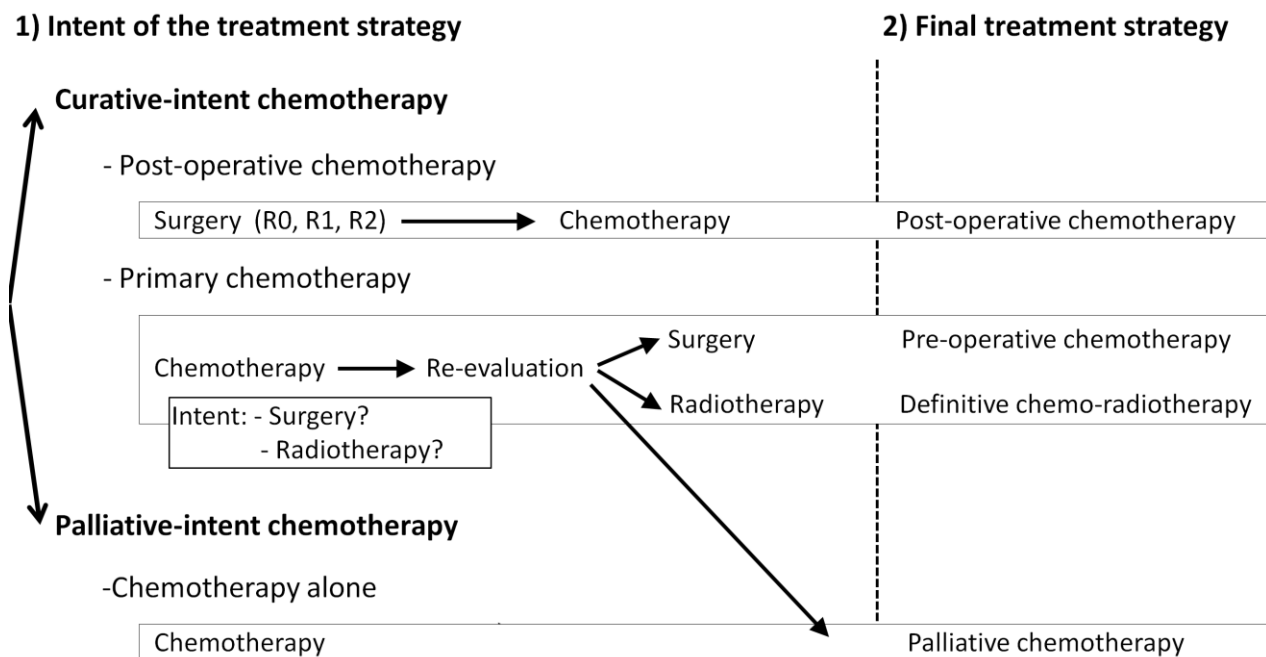 1) Intent of the treatment strategy
2) Final treatment strategy
Curative-intent chemotherapy
- Post-operative chemotherapy
Surgery (R0, R1, R2)
Chemotherapy
Post-operative chemotherapy
- Primary chemotherapy
Surgery
Pre-operative chemotherapy
Chemotherapy
Re-evaluation
Radiotherapy
Definitive chemo-radiotherapy
Intent: - Surgery?
- Radiotherapy?
Palliative-intent chemotherapy
-Chemotherapy alone
Chemotherapy
Palliative chemotherapy